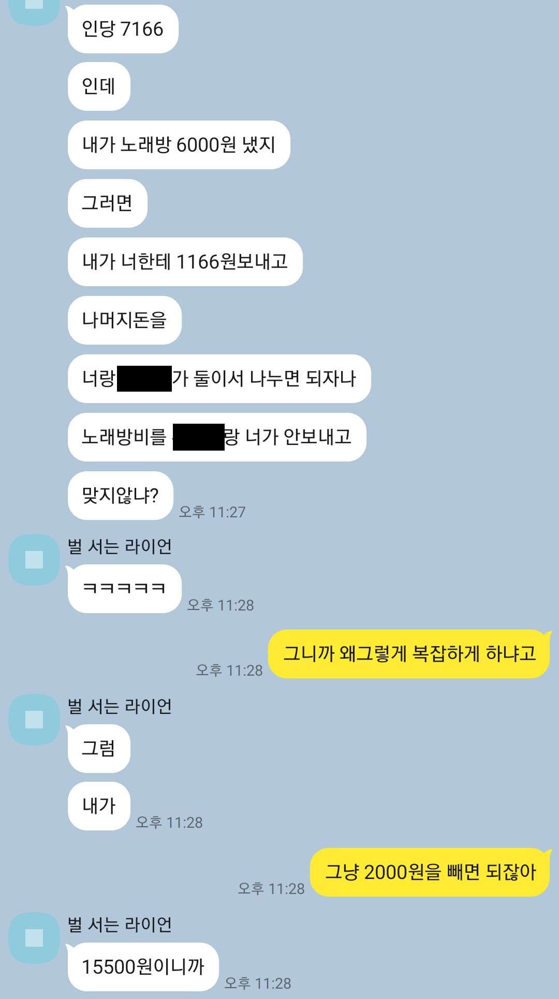 인당 7166
인데
내가 노래방 6000원 냈지
그러면
내가 너한테 1166원보내고
나머지돈을
너랑 가 둘이서 나누면 되자나
노래방비를 랑 너가 안보내고
맞지않냐?
오후 11:27
벌 서는 라이언
ㅋㅋㅋㅋㅋ
오후 11:28
그니까 왜그렇게 복잡하게 하냐고
오후 11:28
벌 서는 라이언
그럼
내가
오후 11:28
그냥 2000원을 빼면 되잖아
오후 11:28
벌 서는 라이언
15500원이니까
오후 11:28